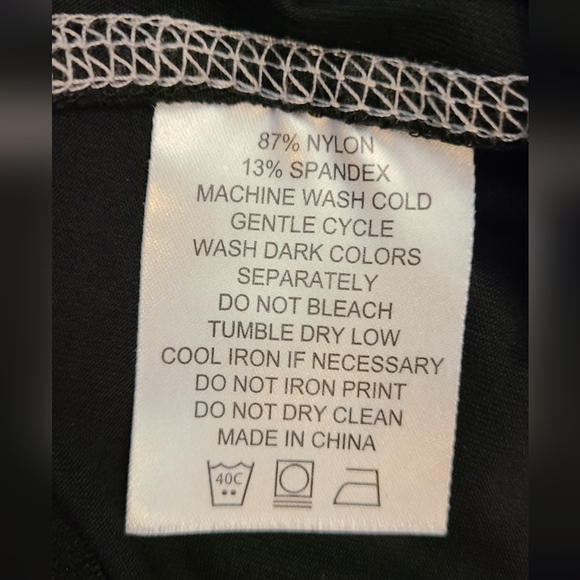 87% NYLON
13% SPANDEX
MACHINE WASH COLD
GENTLE CYCLE
WASH DARK COLORS
SEPARATELY
DO NOT BLEACH
TUMBLE DRY LOW
COOL IRON IF NECESSARY
DO NOT IRON PRINT
DO NOT DRY CLEAN
MADE IN CHINA
40C